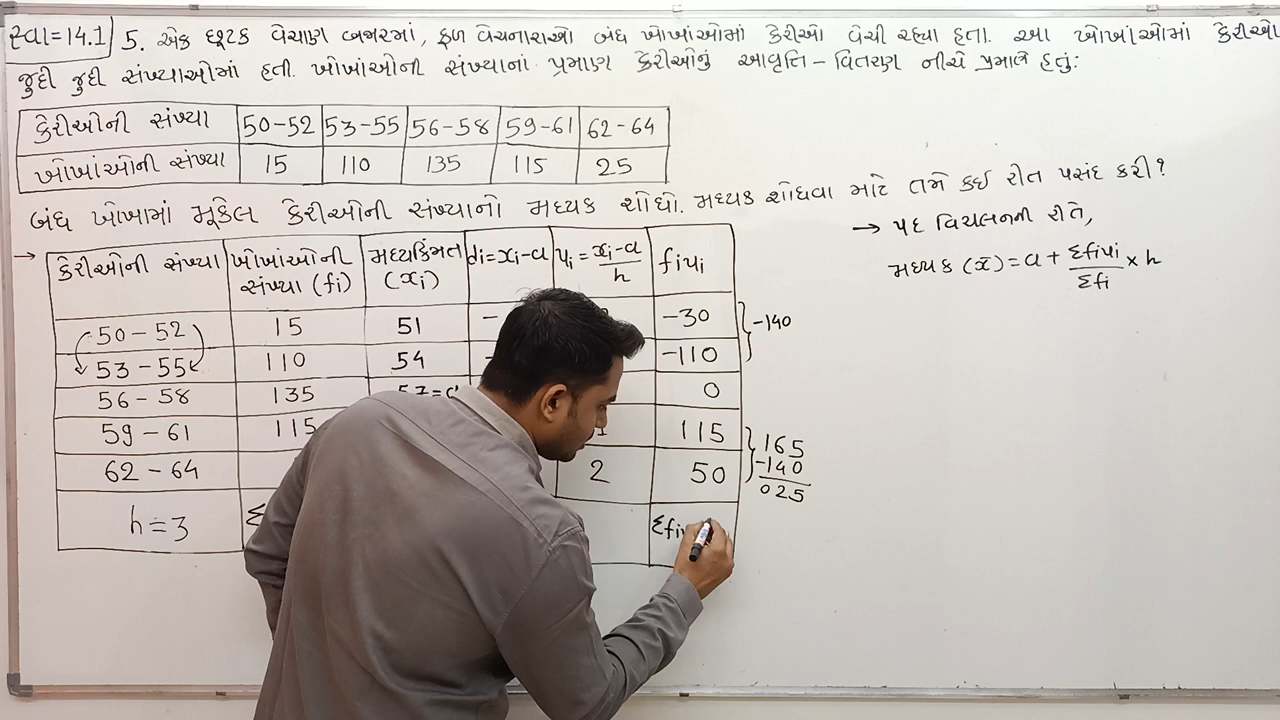 સ્વા=14.1 5. એક છૂટક વેચાણ બજારમાં, ફળ વેચનારાઓ બંધ ખોખાંઓમાં કેરીઓ વેચી રહ્યા હતા. આ ખોખાંઓમાં કેરીઓ
જુદી જુદી સંખ્યાઓમાં હતી. ખોખાંઓની સંખ્યાનાં પ્રમાણ કેરીઓનું આવૃત્તિ-વિતરણ નીચે પ્રમાણે હતું:
કેરીઓની સંખ્યા 50-52 53-55 56-58 59-61 62-64
ખોખાંઓની સંખ્યા 15 110 135 115 25
બંધ ખોખામાં મૂકેલ કેરીઓની સંખ્યાનો મધ્યક શોધો. મધ્યક શોધવા માટે તમે કઈ રીત પસંદ કરી?
→ પદ વિચલનની રીતે,
મધ્યક (x̄) = a + Σfiui/Σfi × h
→ કેરીઓની સંખ્યા ખોખાંઓની સંખ્યા (fi) મધ્યકિંમત (xi) di=xi-a ui=xi-a/h fiui
50-52 15 51 - -30
53-55 110 54 - -110 -140
56-58 135 57=a 0
59-61 115 1 115 165
62-64 2 50 -140
025
h=3 Σ Σfi